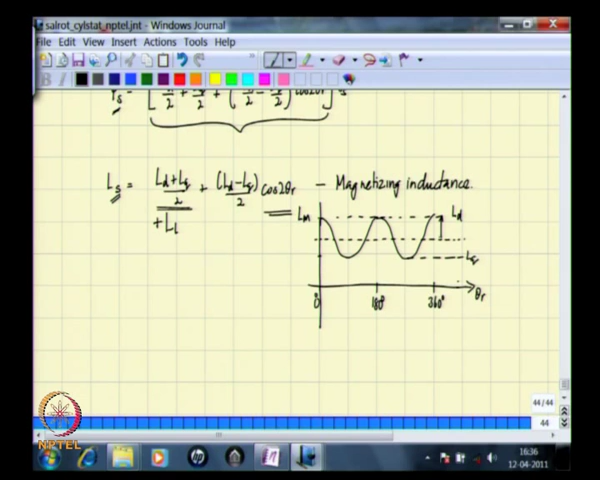 salrot_cylstat_nptel.jnt - Windows Journal
File Edit View Insert Actions Tools Help
Ls = (Ld+Lq)/2 + (Ld-Lq)/2 cos2θr - Magnetizing inductance.
+Ll
Lm
Ld
Lq
0 180° 360° θr
44/44
44
NPTEL
16:36
12-04-2011